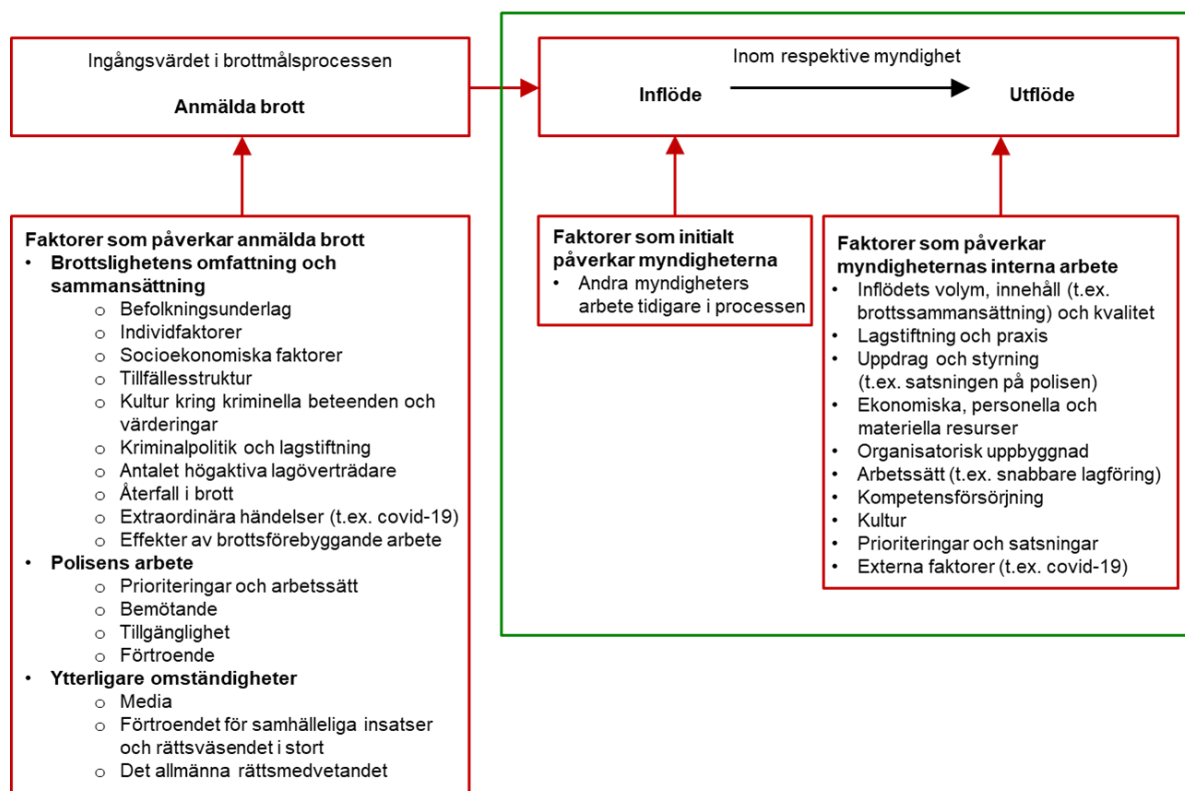 Ingångsvärdet i brottmålsprocessen
Anmälda brott
Inom respektive myndighet
Inflöde
Utflöde
Faktorer som påverkar anmälda brott
• Brottslighetens omfattning och
sammansättning
o Befolkningsunderlag
o Individfaktorer
o Socioekonomiska faktorer
o Tillfällesstruktur
o Kultur kring kriminella beteenden och
värderingar
o Kriminalpolitik och lagstiftning
o Antalet högaktiva lagöverträdare
o Återfall i brott
o Extraordinära händelser (t.ex. covid-19)
o Effekter av brottsförebyggande arbete
• Polisens arbete
o Prioriteringar och arbetssätt
o Bemötande
o Tillgänglighet
o Förtroende
• Ytterligare omständigheter
o Media
o Förtroendet för samhälleliga insatser
och rättsväsendet i stort
o Det allmänna rättsmedvetandet
Faktorer som initialt
påverkar myndigheterna
• Andra myndigheters
arbete tidigare i processen
Faktorer som påverkar
myndigheternas interna arbete
• Inflödets volym, innehåll (t.ex.
brottssammansättning) och kvalitet
• Lagstiftning och praxis
• Uppdrag och styrning
(t.ex. satsningen på polisen)
• Ekonomiska, personella och
materiella resurser
• Organisatorisk uppbyggnad
• Arbetssätt (t.ex. snabbare lagföring)
• Kompetensförsörjning
• Kultur
• Prioriteringar och satsningar
• Externa faktorer (t.ex. covid-19)